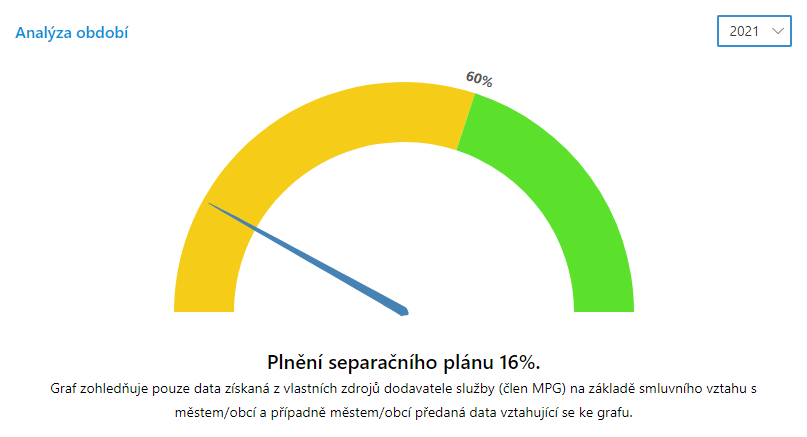 Analýza období
2021
60%
Plnění separačního plánu 16%.
Graf zohledňuje pouze data získaná z vlastních zdrojů dodavatele služby (člen MPG) na základě smluvního vztahu s
městem/obcí a případně městem/obcí předaná data vztahující se ke grafu.